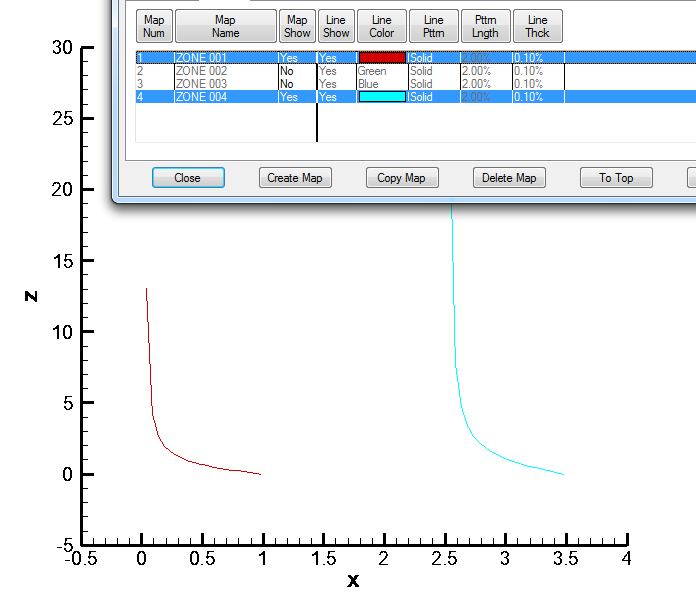 Map Num Map Name Map Show Line Show Line Color Line Pttrn Pttrn Lngth Line Thck
1 ZONE 001 Yes Yes Solid 2.00% 0.10%
2 ZONE 002 No Yes Green Solid 2.00% 0.10%
3 ZONE 003 No Yes Blue Solid 2.00% 0.10%
4 ZONE 004 Yes Yes Solid 2.00% 0.10%
Close Create Map Copy Map Delete Map To Top
30
25
20
15
10
5
0
-5
z
-0.5 0 0.5 1 1.5 2 2.5 3 3.5 4
x